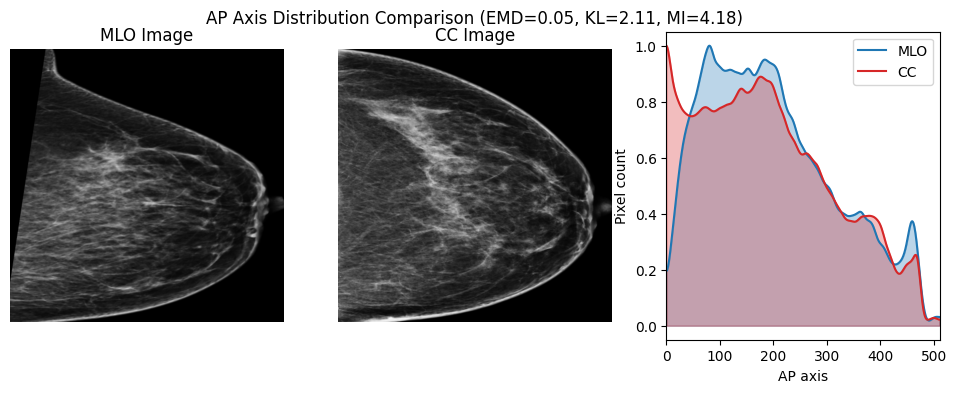 AP Axis Distribution Comparison (EMD=0.05, KL=2.11, MI=4.18)
MLO Image
CC Image
MLO
CC
Pixel count
1.0
0.8
0.6
0.4
0.2
0.0
0 100 200 300 400 500
AP axis